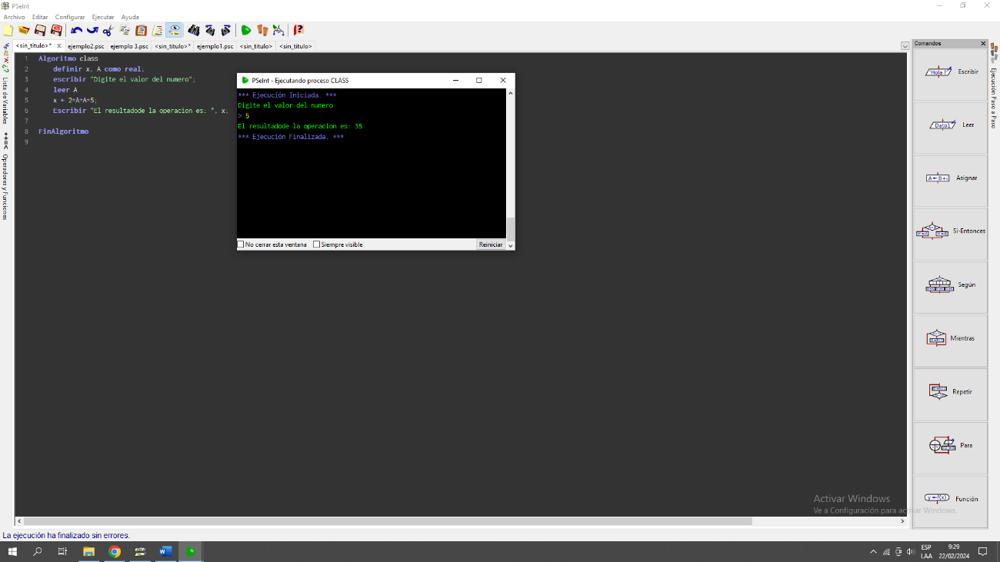 PSeInt
Archivo Editar Configurar Ejecutar Ayuda
<sin_titulo>* ejemplo2.psc ejemplo 3.psc <sin_titulo>* ejemplo1.psc <sin_titulo> <sin_titulo>
Lista de Variables
*+=< Operadores y Funciones
1 Algoritmo class
2 definir x, A como real;
3 escribir "Digite el valor del numero";
4 leer A
5 x ← 2*A+A*5;
6 Escribir "El resultadode la operacion es: ", x;
7
8 FinAlgoritmo
9
PSeInt - Ejecutando proceso CLASS
*** Ejecución Iniciada. ***
Digite el valor del numero
> 5
El resultadode la operacion es: 35
*** Ejecución Finalizada. ***
No cerrar esta ventana Siempre visible Reiniciar
Comandos
'Hola !' Escribir
Dato1 Leer
A←B+i Asignar
Si-Entonces
Según
Mientras
Repetir
Para
y←f(x) Función
Ejecución Paso a Paso
Activar Windows
Ve a Configuración para activar Windows.
La ejecución ha finalizado sin errores.
ESP
LAA
9:29
22/02/2024